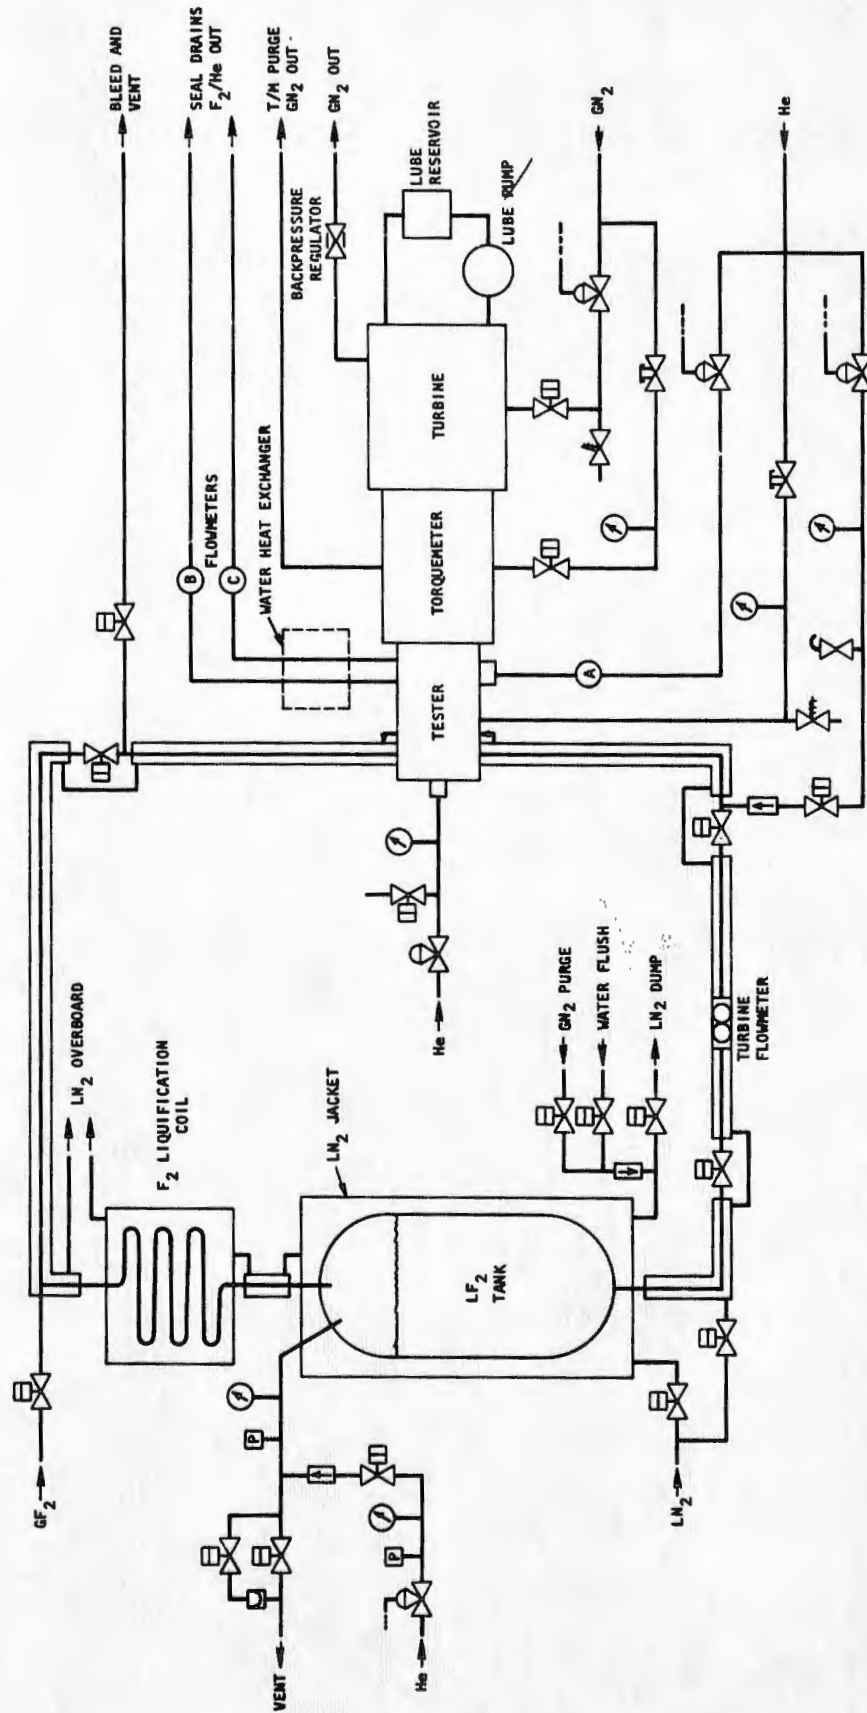 BLEED AND
VENT
SEAL DRAINS
F2/He OUT
T/M PURGE
GN2 OUT
GN2 OUT
BACKPRESSURE
REGULATOR
LUBE
RESERVOIR
LUBE PUMP
GN2
He
B
C
FLOWMETERS
WATER HEAT EXCHANGER
TURBINE
TORQUEMETER
TESTER
A
He
LN2 OVERBOARD
F2 LIQUIFICATION
COIL
LN2 JACKET
LF2
TANK
GN2 PURGE
WATER FLUSH
LN2 DUMP
TURBINE
FLOWMETER
GF2
P
P
VENT
He
LN2